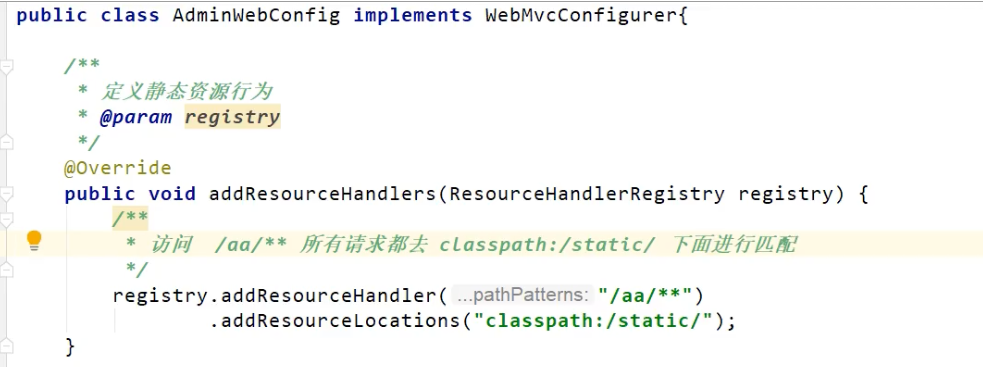 public class AdminWebConfig implements WebMvcConfigurer{
/**
* 定义静态资源行为
* @param registry
*/
@Override
public void addResourceHandlers(ResourceHandlerRegistry registry) {
/**
* 访问  /aa/** 所有请求都去 classpath:/static/ 下面进行匹配
*/
registry.addResourceHandler( ...pathPatterns: "/aa/**")
.addResourceLocations("classpath:/static/");
}